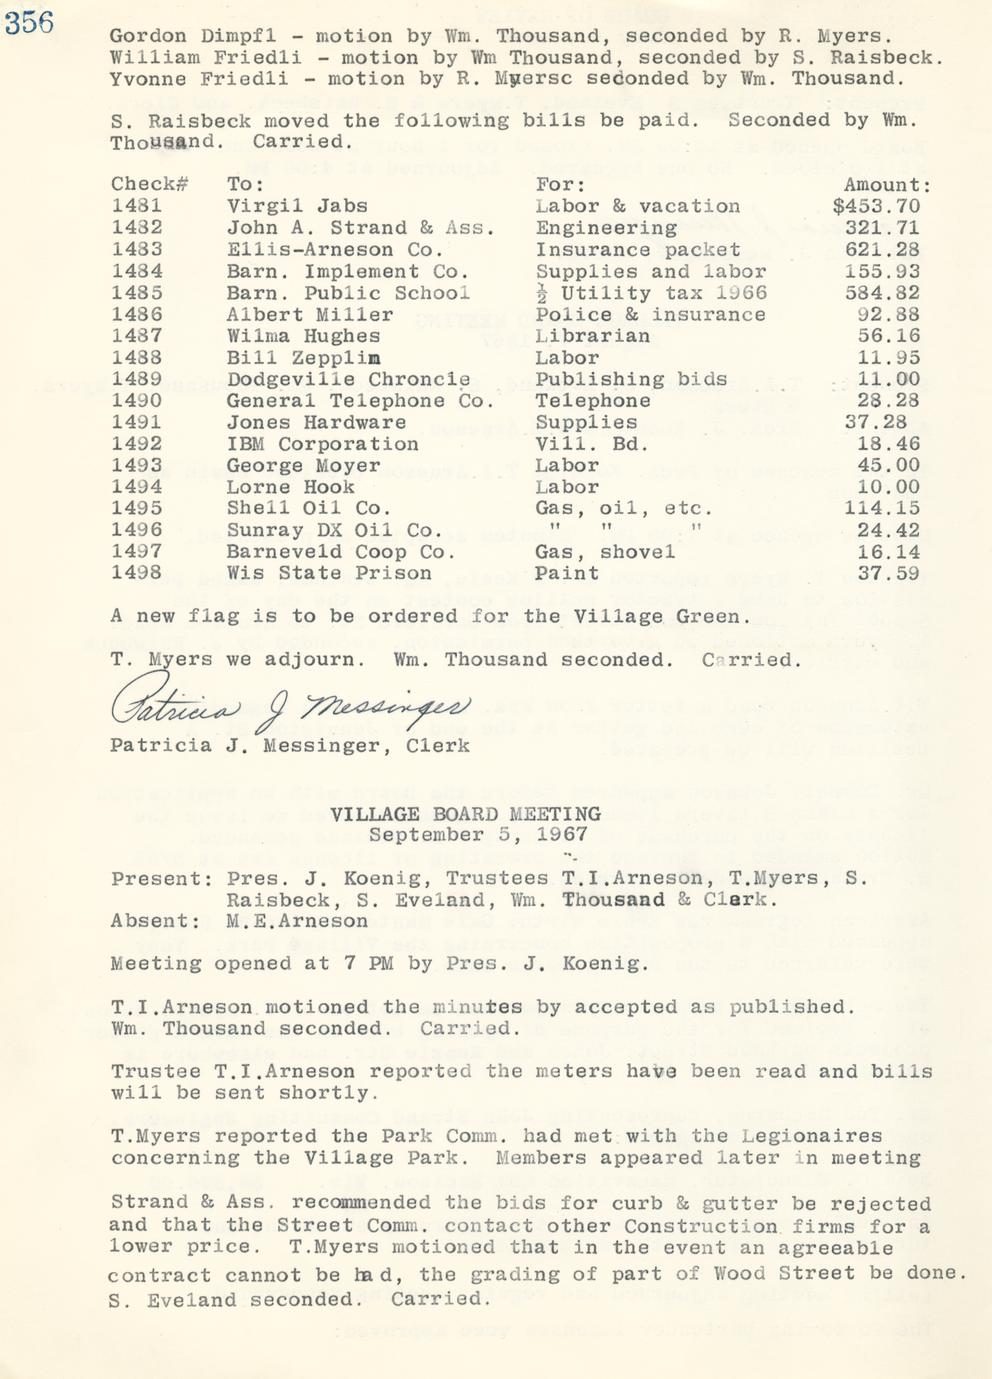 356
Gordon Dimpfl - motion by Wm. Thousand, seconded by R. Myers.
William Friedli - motion by Wm Thousand, seconded by S. Raisbeck.
Yvonne Friedli - motion by R. Myersc seconded by Wm. Thousand.
S. Raisbeck moved the following bills be paid. Seconded by Wm.
Thousand. Carried.
Check# To: For: Amount:
1481 Virgil Jabs Labor & vacation $453.70
1482 John A. Strand & Ass. Engineering 321.71
1483 Ellis-Arneson Co. Insurance packet 621.28
1484 Barn. Implement Co. Supplies and labor 155.93
1485 Barn. Public School ½ Utility tax 1966 584.82
1486 Albert Miller Police & insurance 92.88
1487 Wilma Hughes Librarian 56.16
1488 Bill Zepplin Labor 11.95
1489 Dodgeville Chroncle Publishing bids 11.00
1490 General Telephone Co. Telephone 28.28
1491 Jones Hardware Supplies 37.28
1492 IBM Corporation Vill. Bd. 18.46
1493 George Moyer Labor 45.00
1494 Lorne Hook Labor 10.00
1495 Shell Oil Co. Gas, oil, etc. 114.15
1496 Sunray DX Oil Co. " " " 24.42
1497 Barneveld Coop Co. Gas, shovel 16.14
1498 Wis State Prison Paint 37.59
A new flag is to be ordered for the Village Green.
T. Myers we adjourn. Wm. Thousand seconded. Carried.
Patricia J Messinger
Patricia J. Messinger, Clerk
VILLAGE BOARD MEETING
September 5, 1967
Present: Pres. J. Koenig, Trustees T.I.Arneson, T.Myers, S.
Raisbeck, S. Eveland, Wm. Thousand & Clerk.
Absent: M.E.Arneson
Meeting opened at 7 PM by Pres. J. Koenig.
T.I.Arneson motioned the minutes by accepted as published.
Wm. Thousand seconded. Carried.
Trustee T.I.Arneson reported the meters have been read and bills
will be sent shortly.
T.Myers reported the Park Comm. had met with the Legionaires
concerning the Village Park. Members appeared later in meeting
Strand & Ass. recommended the bids for curb & gutter be rejected
and that the Street Comm. contact other Construction firms for a
lower price. T.Myers motioned that in the event an agreeable
contract cannot be had, the grading of part of Wood Street be done.
S. Eveland seconded. Carried.